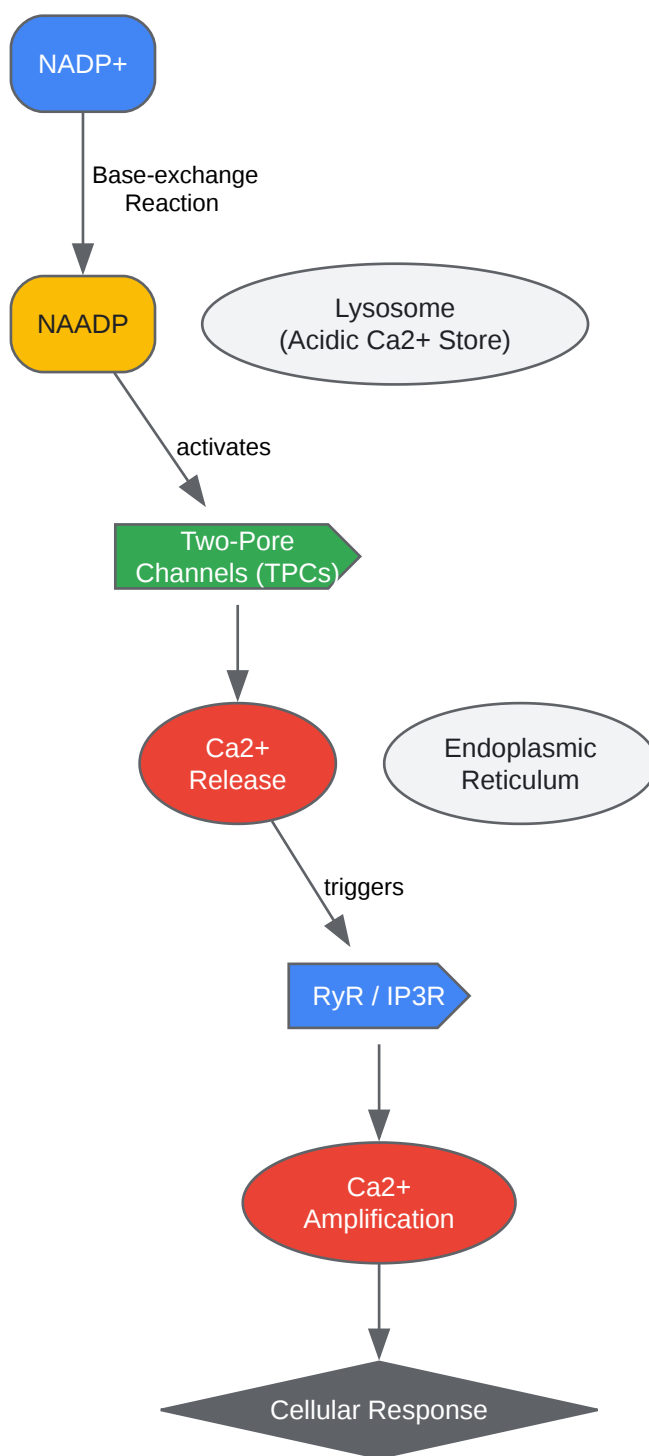 NADP+
Base-exchange
Reaction
NAADP
Lysosome
(Acidic Ca2+ Store)
activates
Two-Pore
Channels (TPCs)
Ca2+
Release
Endoplasmic
Reticulum
triggers
RyR / IP3R
Ca2+
Amplification
Cellular Response